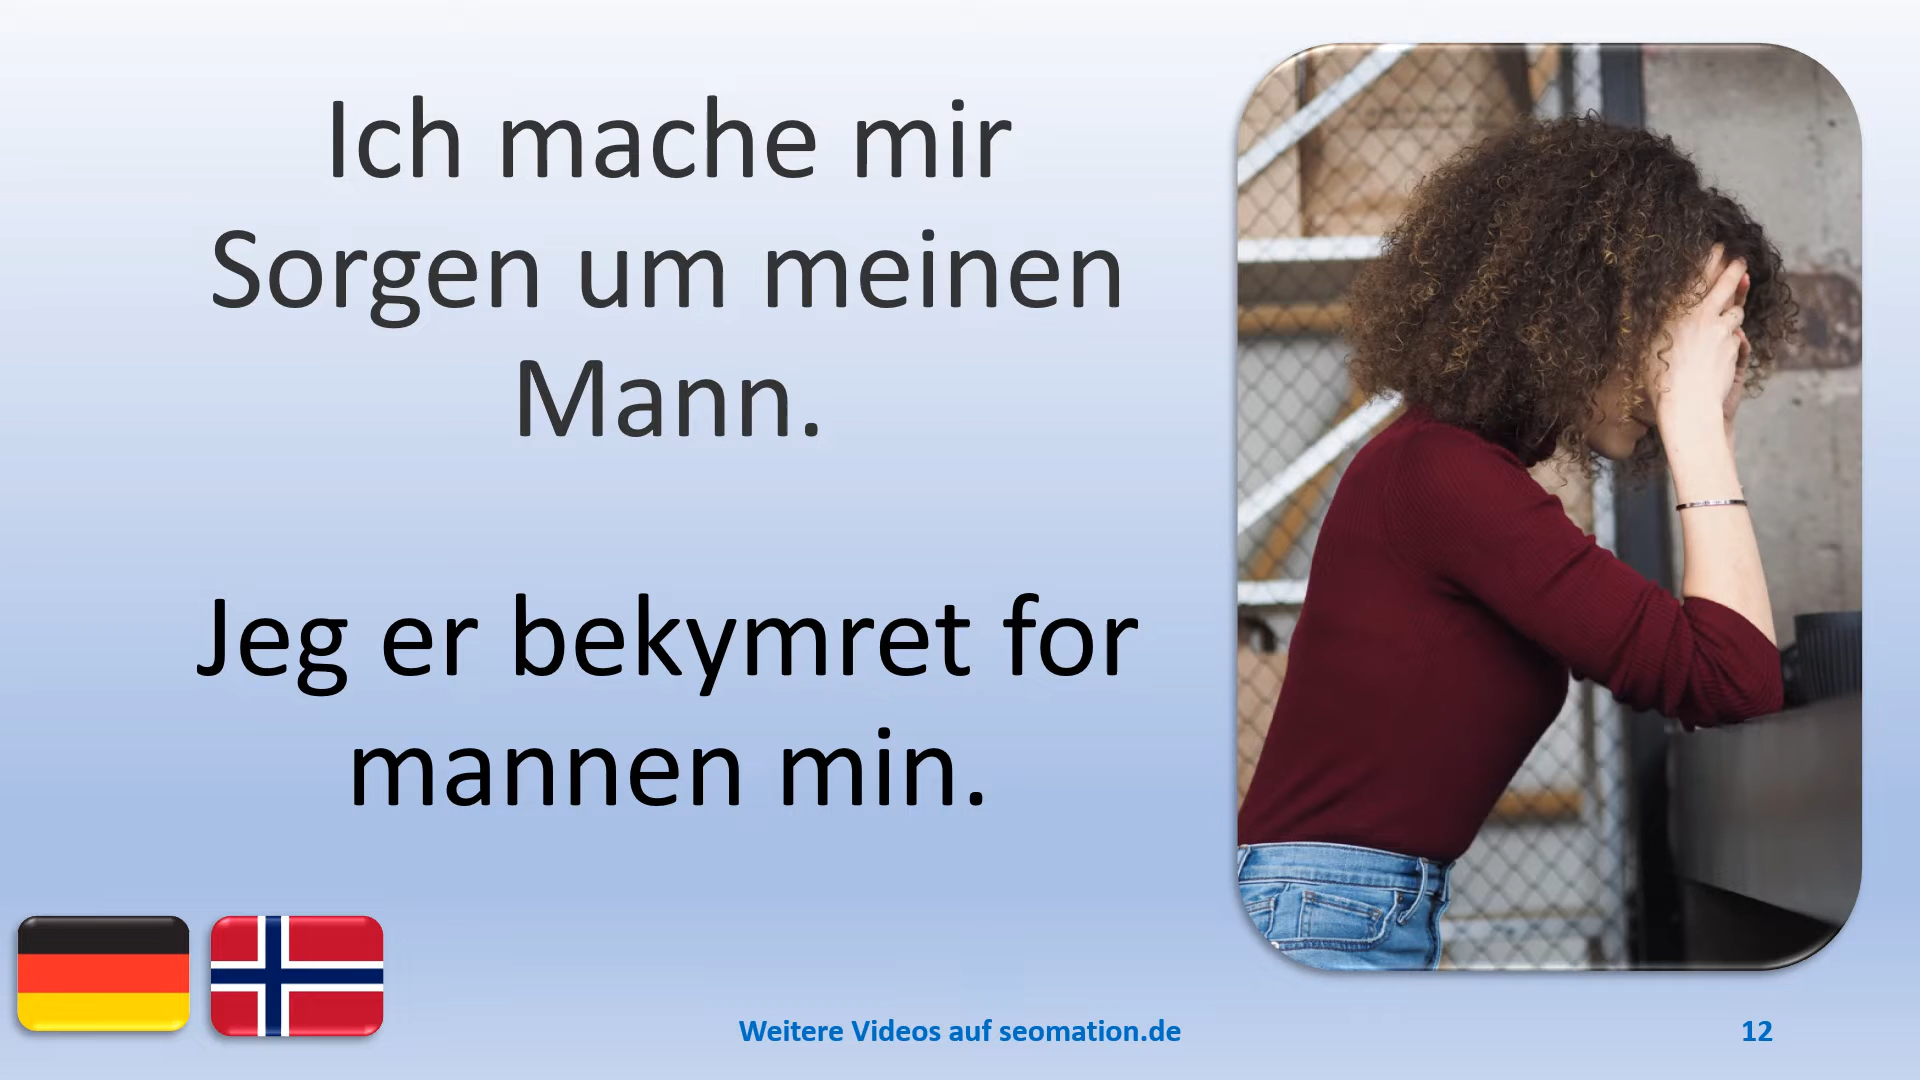 Ich mache mir
Sorgen um meinen
Mann.
Jeg er bekymret for
mannen min.
Weitere Videos auf seomation.de
12